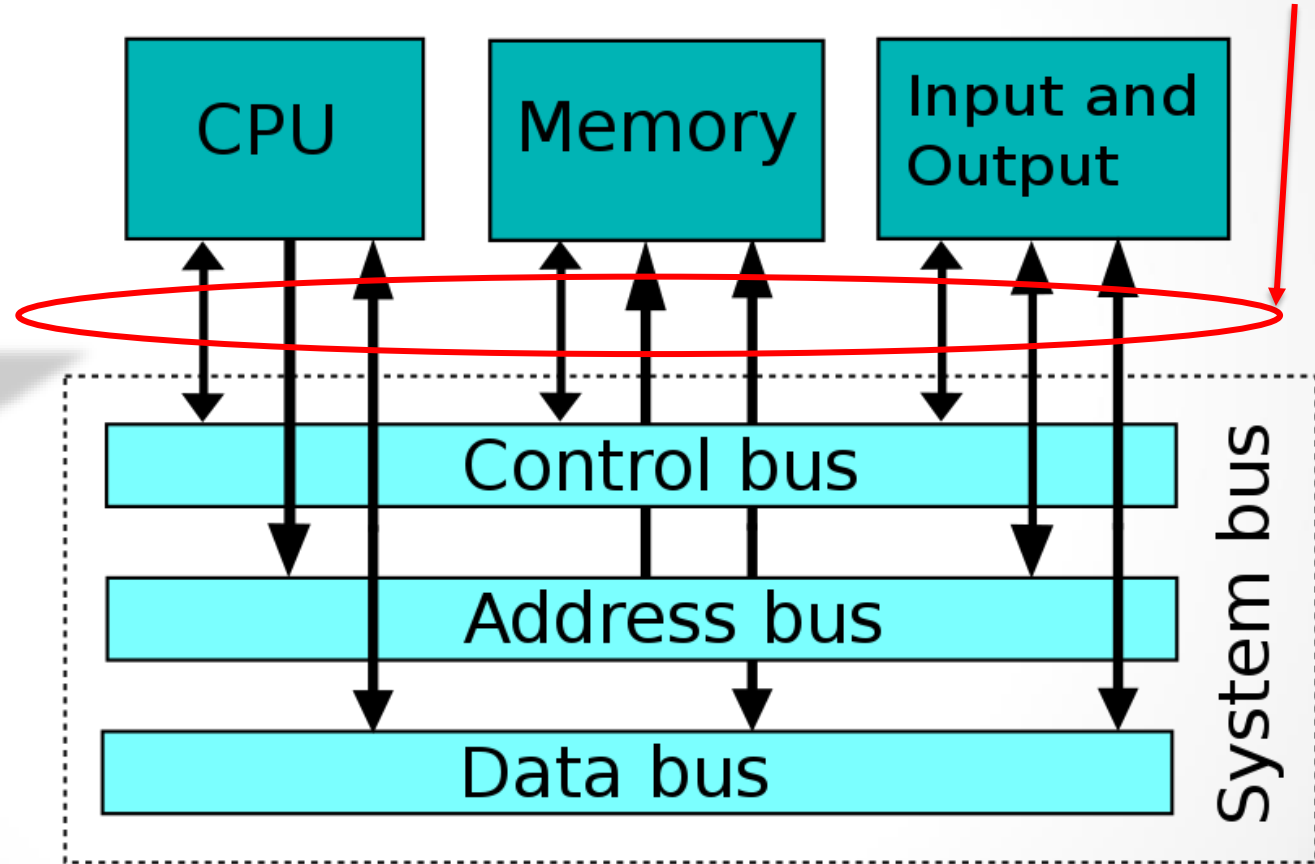 CPU
Memory
Input and
Output
Control bus
Address bus
Data bus
System bus